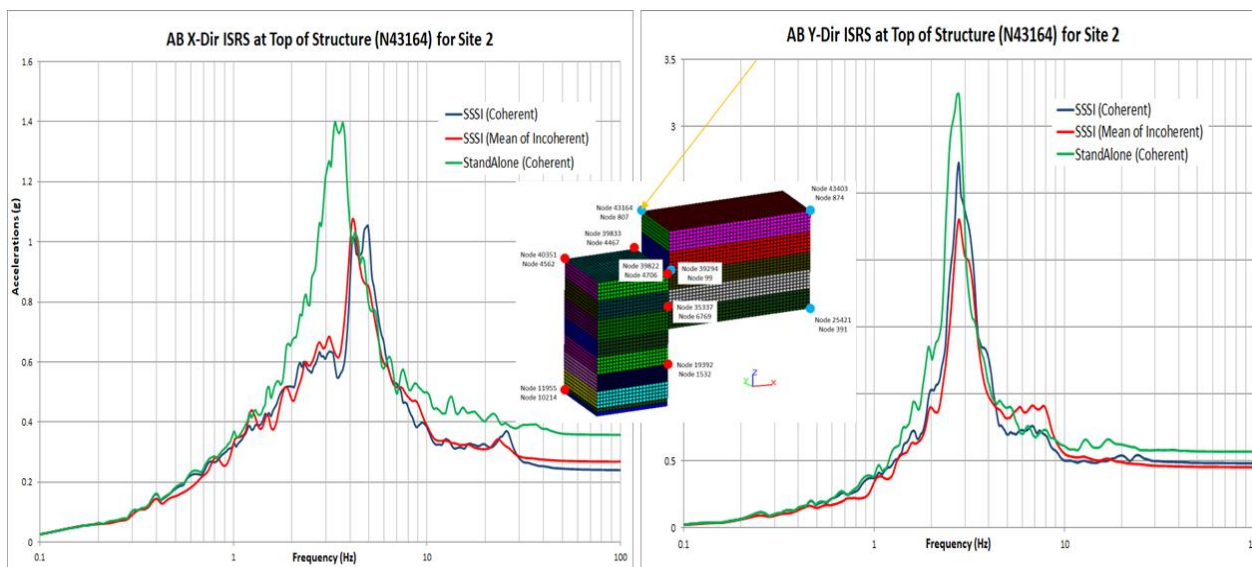 AB X-Dir ISRS at Top of Structure (N43164) for Site 2
1.6
1.4
1.2
1
0.8
0.6
0.4
0.2
0
Accelerations (g)
SSSI (Coherent)
SSSI (Mean of Incoherent)
StandAlone (Coherent)
0.1
1
10
100
Frequency (Hz)
AB Y-Dir ISRS at Top of Structure (N43164) for Site 2
3.5
3
0.5
0
SSSI (Coherent)
SSSI (Mean of Incoherent)
StandAlone (Coherent)
0.1
1
10
Frequency (Hz)
Node 43164
Node 807
Node 43403
Node 874
Node 39833
Node 4467
Node 40351
Node 4562
Node 39822
Node 4706
Node 39294
Node 99
Node 35337
Node 6769
Node 25421
Node 391
Node 19392
Node 1532
Node 11955
Node 10214
Z
Y
X